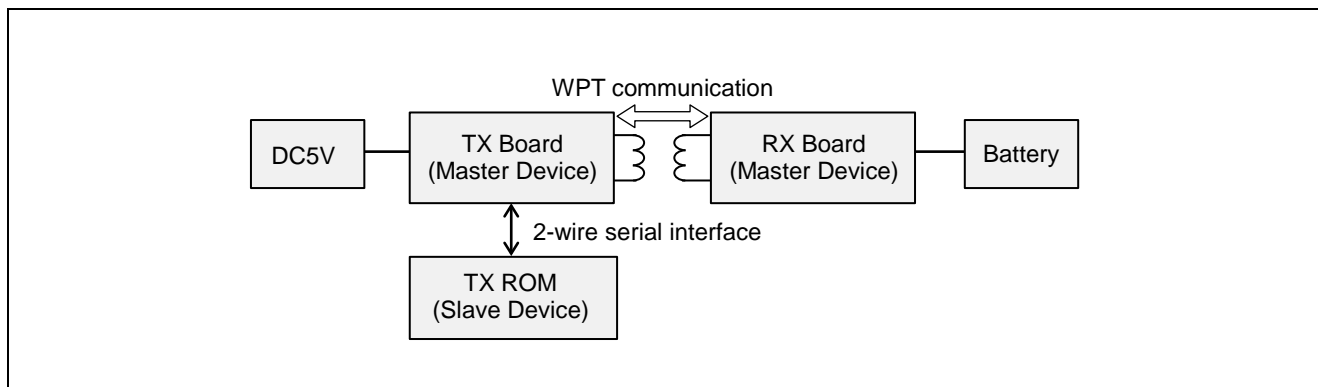 WPT communication
DC5V
TX Board
(Master Device)
RX Board
(Master Device)
Battery
2-wire serial interface
TX ROM
(Slave Device)